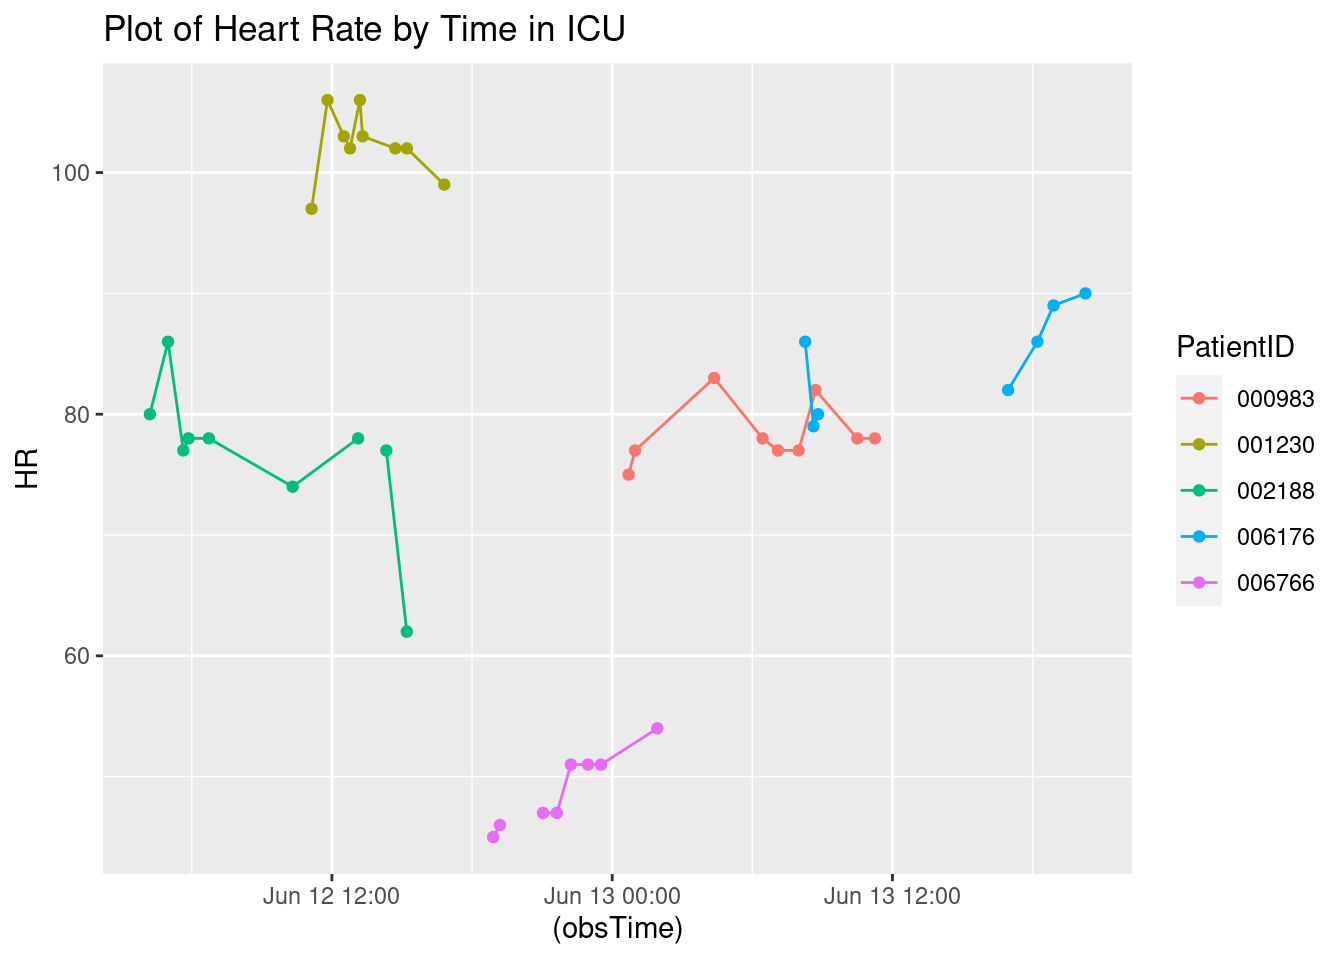 Plot of Heart Rate by Time in ICU
100
80
60
HR
Jun 12 12:00
Jun 13 00:00
Jun 13 12:00
(obsTime)
PatientID
000983
001230
002188
006176
006766